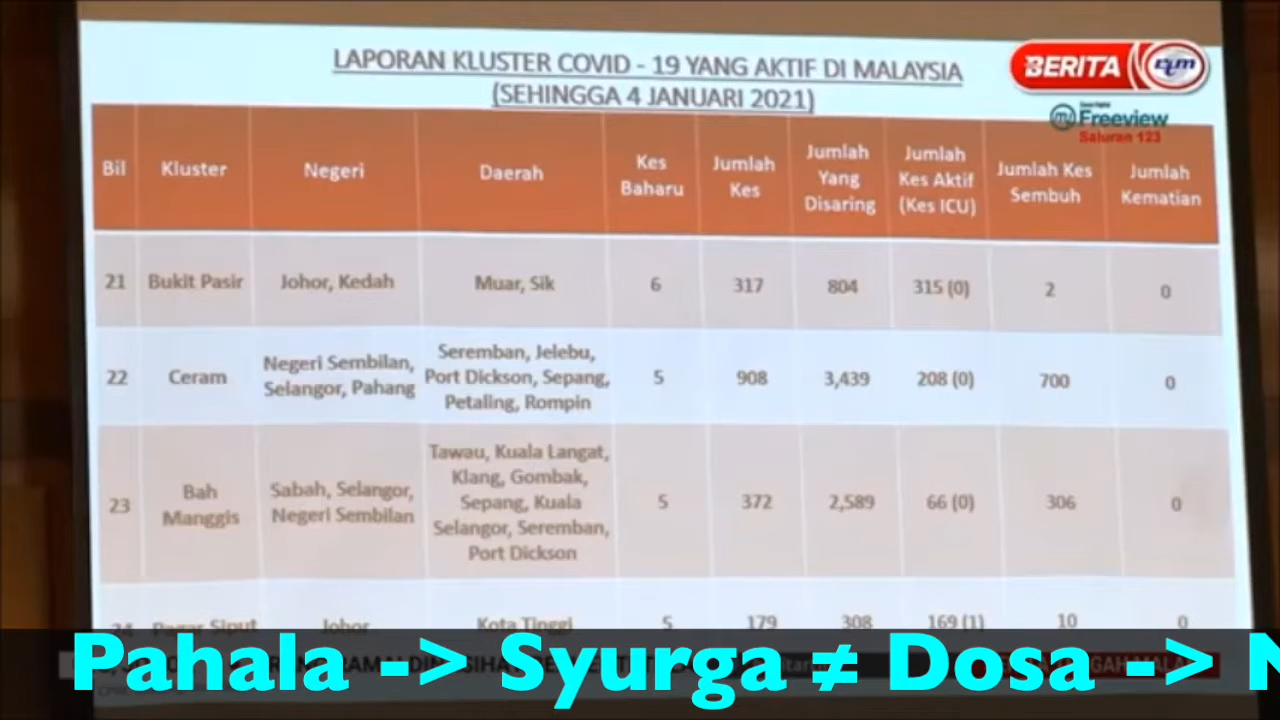 LAPORAN KLUSTER COVID - 19 YANG AKTIF DI MALAYSIA
(SEHINGGA 4 JANUARI 2021)
BERITA rtm
Freeview
Saluran 123
Bil Kluster Negeri Daerah Kes Baharu Jumlah Kes Jumlah Yang Disaring Jumlah Kes Aktif (Kes ICU) Jumlah Kes Sembuh Jumlah Kematian
21 Bukit Pasir Johor, Kedah Muar, Sik 6 317 804 315 (0) 2 0
22 Ceram Negeri Sembilan, Selangor, Pahang Seremban, Jelebu, Port Dickson, Sepang, Petaling, Rompin 5 908 3,439 208 (0) 700 0
23 Bah Manggis Sabah, Selangor, Negeri Sembilan Tawau, Kuala Langat, Klang, Gombak, Sepang, Kuala Selangor, Seremban, Port Dickson 5 372 2,589 66 (0) 306 0
24 Pagar Siput Johor Kota Tinggi 5 179 308 169 (1) 10 0
Pahala -> Syurga ≠ Dosa -> N